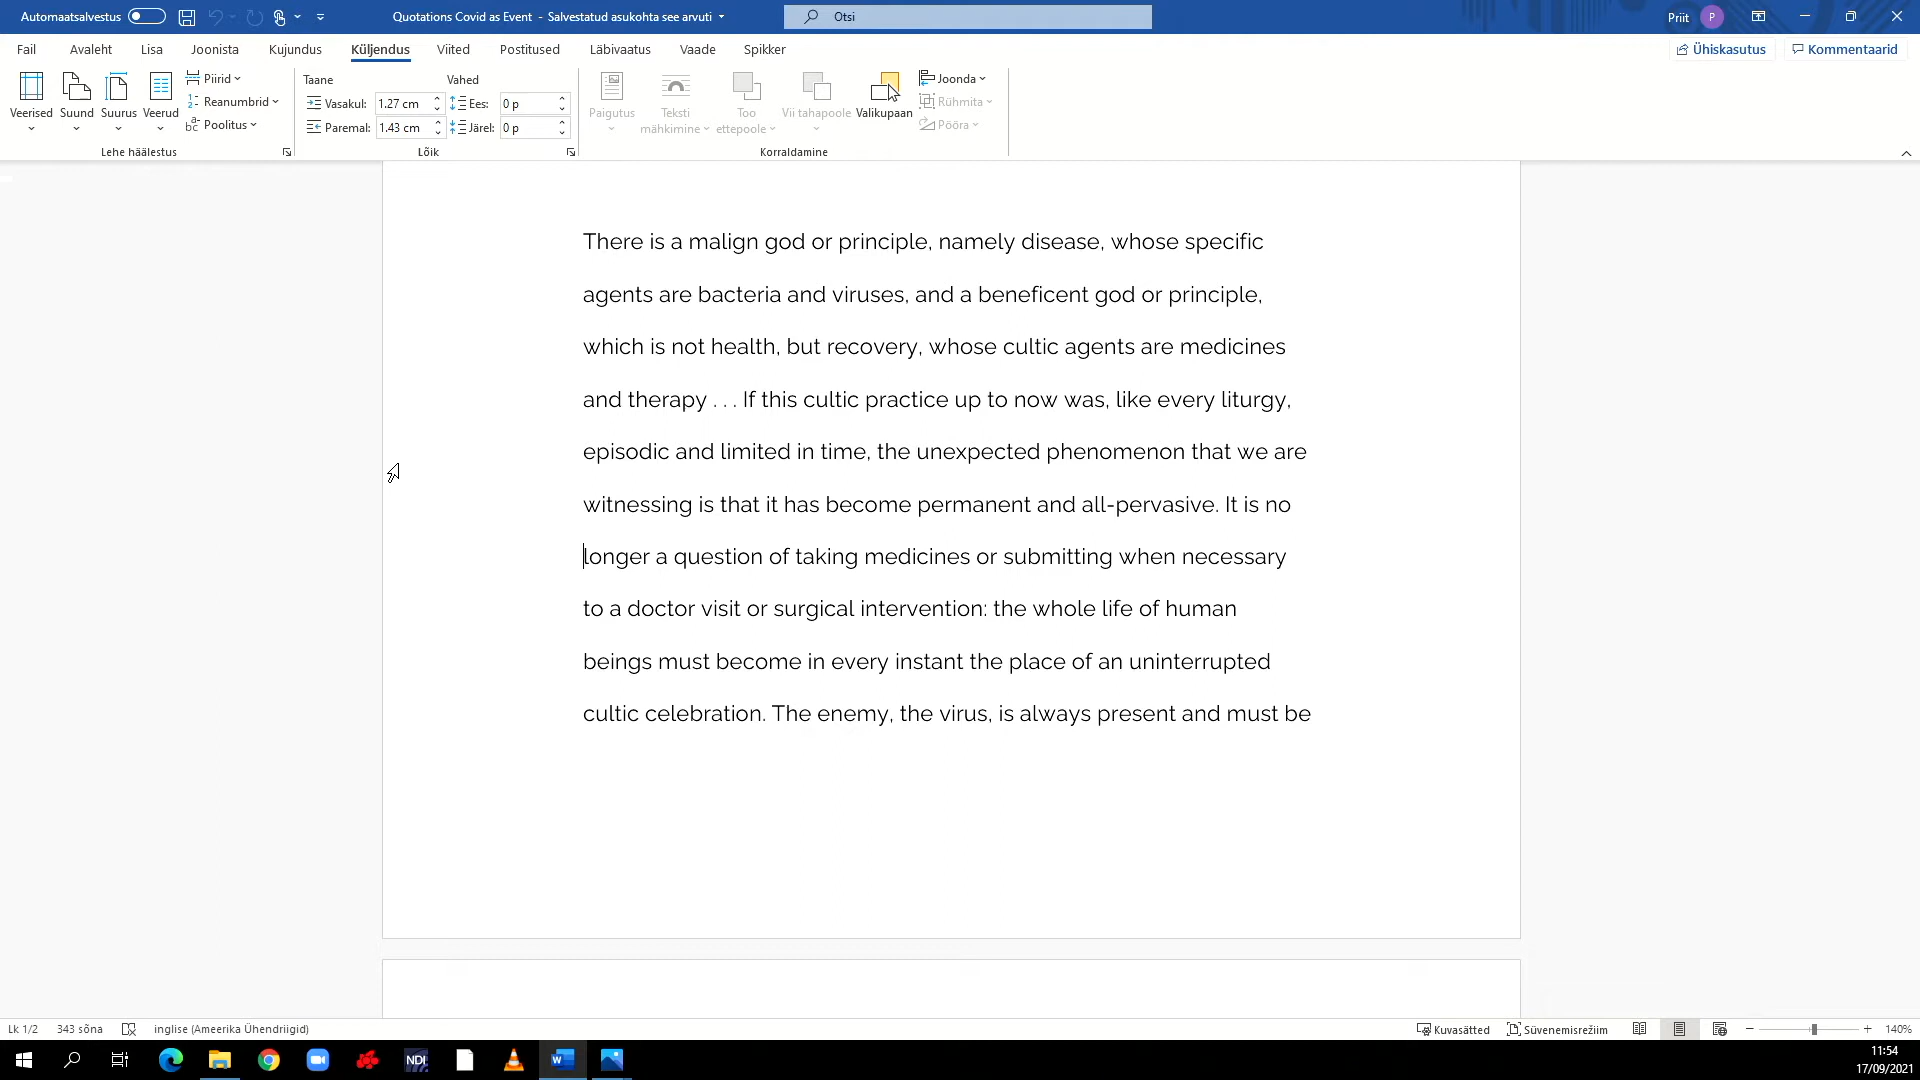 Automaatsalvestus
Quotations Covid as Event - Salvestatud asukohta see arvuti
Otsi
Priit
P
Fail
Avaleht
Lisa
Joonista
Kujundus
Küljendus
Viited
Postitused
Läbivaatus
Vaade
Spikker
Ühiskasutus
Kommentaarid
Veerised
Suund
Suurus
Veerud
Piirid
Reanumbrid
Poolitus
Lehe häälestus
Taane
Vahed
Vasakul: 1.27 cm
Ees: 0 p
Paremal: 1.43 cm
Järel: 0 p
Lõik
Paigutus
Teksti mähkimine
Too ettepoole
Vii tahapoole
Valikupaan
Joonda
Rühmita
Pööra
Korraldamine
There is a malign god or principle, namely disease, whose specific
agents are bacteria and viruses, and a beneficent god or principle,
which is not health, but recovery, whose cultic agents are medicines
and therapy . . . If this cultic practice up to now was, like every liturgy,
episodic and limited in time, the unexpected phenomenon that we are
witnessing is that it has become permanent and all-pervasive. It is no
longer a question of taking medicines or submitting when necessary
to a doctor visit or surgical intervention: the whole life of human
beings must become in every instant the place of an uninterrupted
cultic celebration. The enemy, the virus, is always present and must be
Lk 1/2
343 sõna
inglise (Ameerika Ühendriigid)
Kuvasätted
Süvenemisrežiim
140%
NDI
W
11:54
17/09/2021